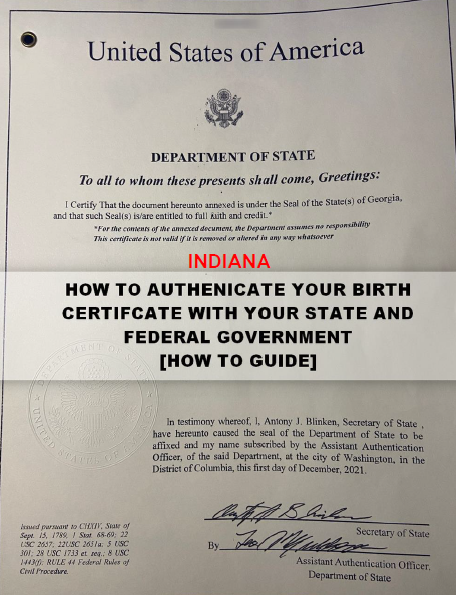 United States of America
DEPARTMENT OF STATE
To all to whom these presents shall come, Greetings:
I Certify That the document hereunto annexed is under the Seal of the State(s) of Georgia,
and that such Seal(s) is/are entitled to full faith and credit.*
*For the contents of the annexed document, the Department assumes no responsibility
This certificate is not valid if it is removed or altered in any way whatsoever
INDIANA
HOW TO AUTHENICATE YOUR BIRTH
CERTIFCATE WITH YOUR STATE AND
FEDERAL GOVERNMENT
[HOW TO GUIDE]
In testimony whereof, I, Antony J. Blinken, Secretary of State ,
have hereunto caused the seal of the Department of State to be
affixed and my name subscribed by the Assistant Authentication
Officer, of the said Department, at the city of Washington, in the
District of Columbia, this first day of December, 2021.
Issued pursuant to CHXIV, State of
Sept. 15, 1789, 1 Stat. 68-69; 22
USC 2657; 22USC 2651a; 5 USC
301; 28 USC 1733 et. seq.; 8 USC
1443(f); RULE 44 Federal Rules of
Civil Procedure.
Secretary of State
By
Assistant Authentication Officer,
Department of State